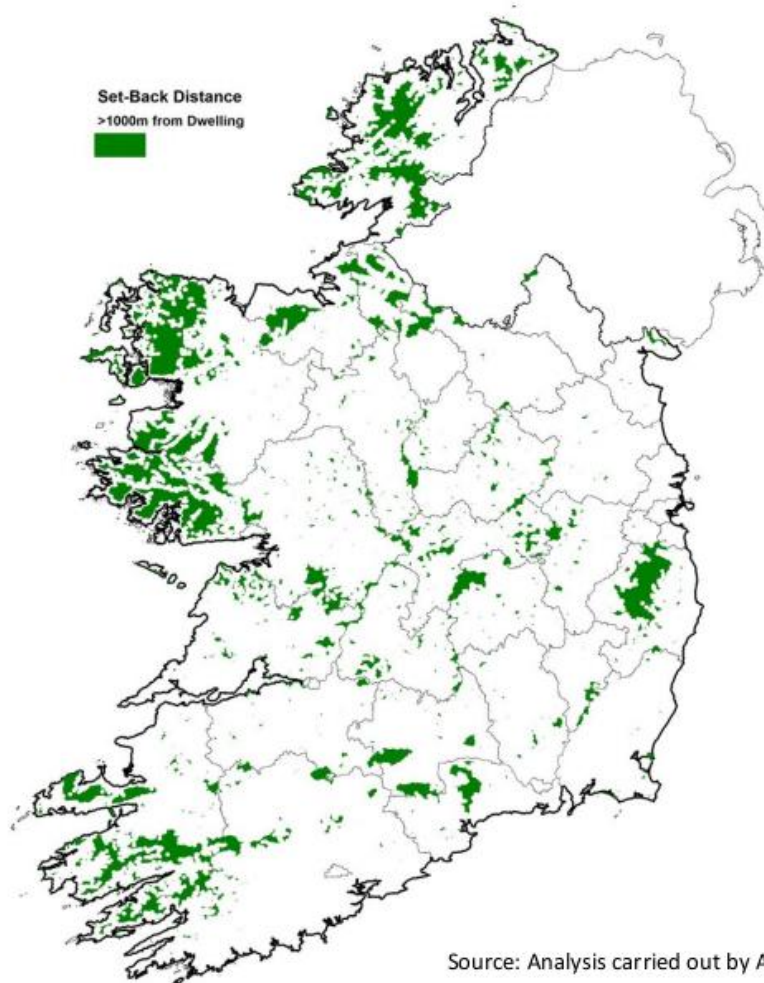 Set-Back Distance
>1000m from Dwelling
Source: Analysis carried out by A